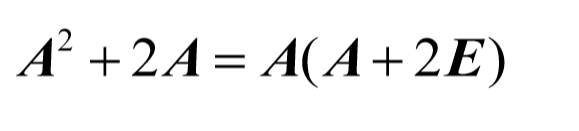 A² + 2A = A(A + 2E)